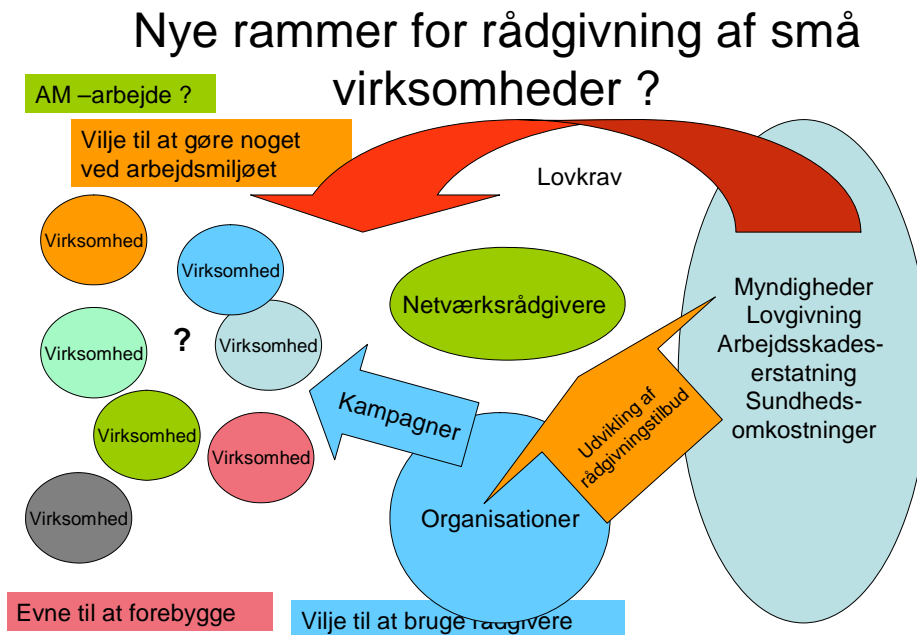 Nye rammer for rådgivning af små
virksomheder ?
AM –arbejde ?
Vilje til at gøre noget
ved arbejdsmiljøet
Lovkrav
Virksomhed
Virksomhed
Virksomhed
?
Virksomhed
Virksomhed
Virksomhed
Virksomhed
Netværksrådgivere
Kampagner
Udvikling af
rådgivningstilbud
Organisationer
Myndigheder
Lovgivning
Arbejdsskades-
erstatning
Sundheds-
omkostninger
Evne til at forebygge
Vilje til at bruge rådgivere